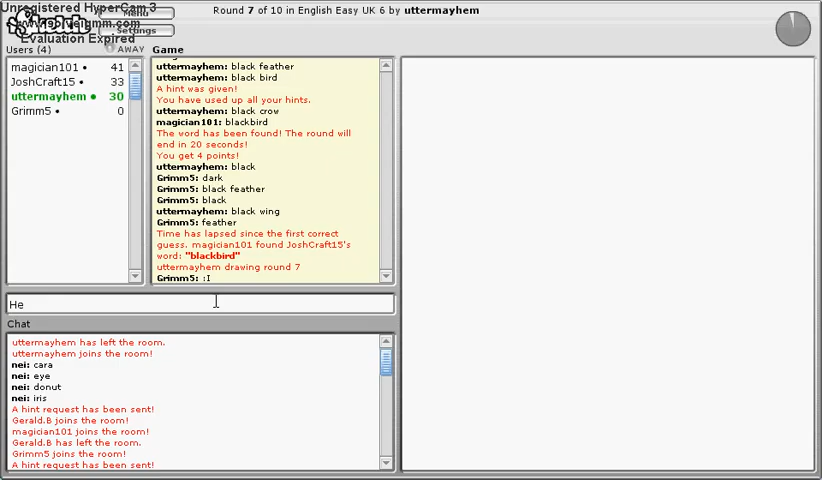 Unregistered HyperCam 3
Menu
Round 7 of 10 in English Easy UK 6 by uttermayhem
Settings
Evaluation Expired
Users (4)
AWAY
Game
magician101 • 41
JoshCraft15 • 33
uttermayhem • 30
Grimm5 • 0
uttermayhem: black feather
uttermayhem: black bird
A hint was given!
You have used up all your hints.
uttermayhem: black crow
magician101: blackbird
The word has been found! The round will
end in 20 seconds!
You get 4 points!
uttermayhem: black
Grimm5: dark
Grimm5: black feather
Grimm5: black
uttermayhem: black wing
Grimm5: feather
Time has lapsed since the first correct
guess. magician101 found JoshCraft15's
word: "blackbird"
uttermayhem drawing round 7
Grimm5: :I
He
Chat
uttermayhem has left the room.
uttermayhem joins the room!
nei: cara
nei: eye
nei: donut
nei: iris
A hint request has been sent!
Gerald.B joins the room!
magician101 joins the room!
Gerald.B has left the room.
Grimm5 joins the room!
A hint request has been sent!